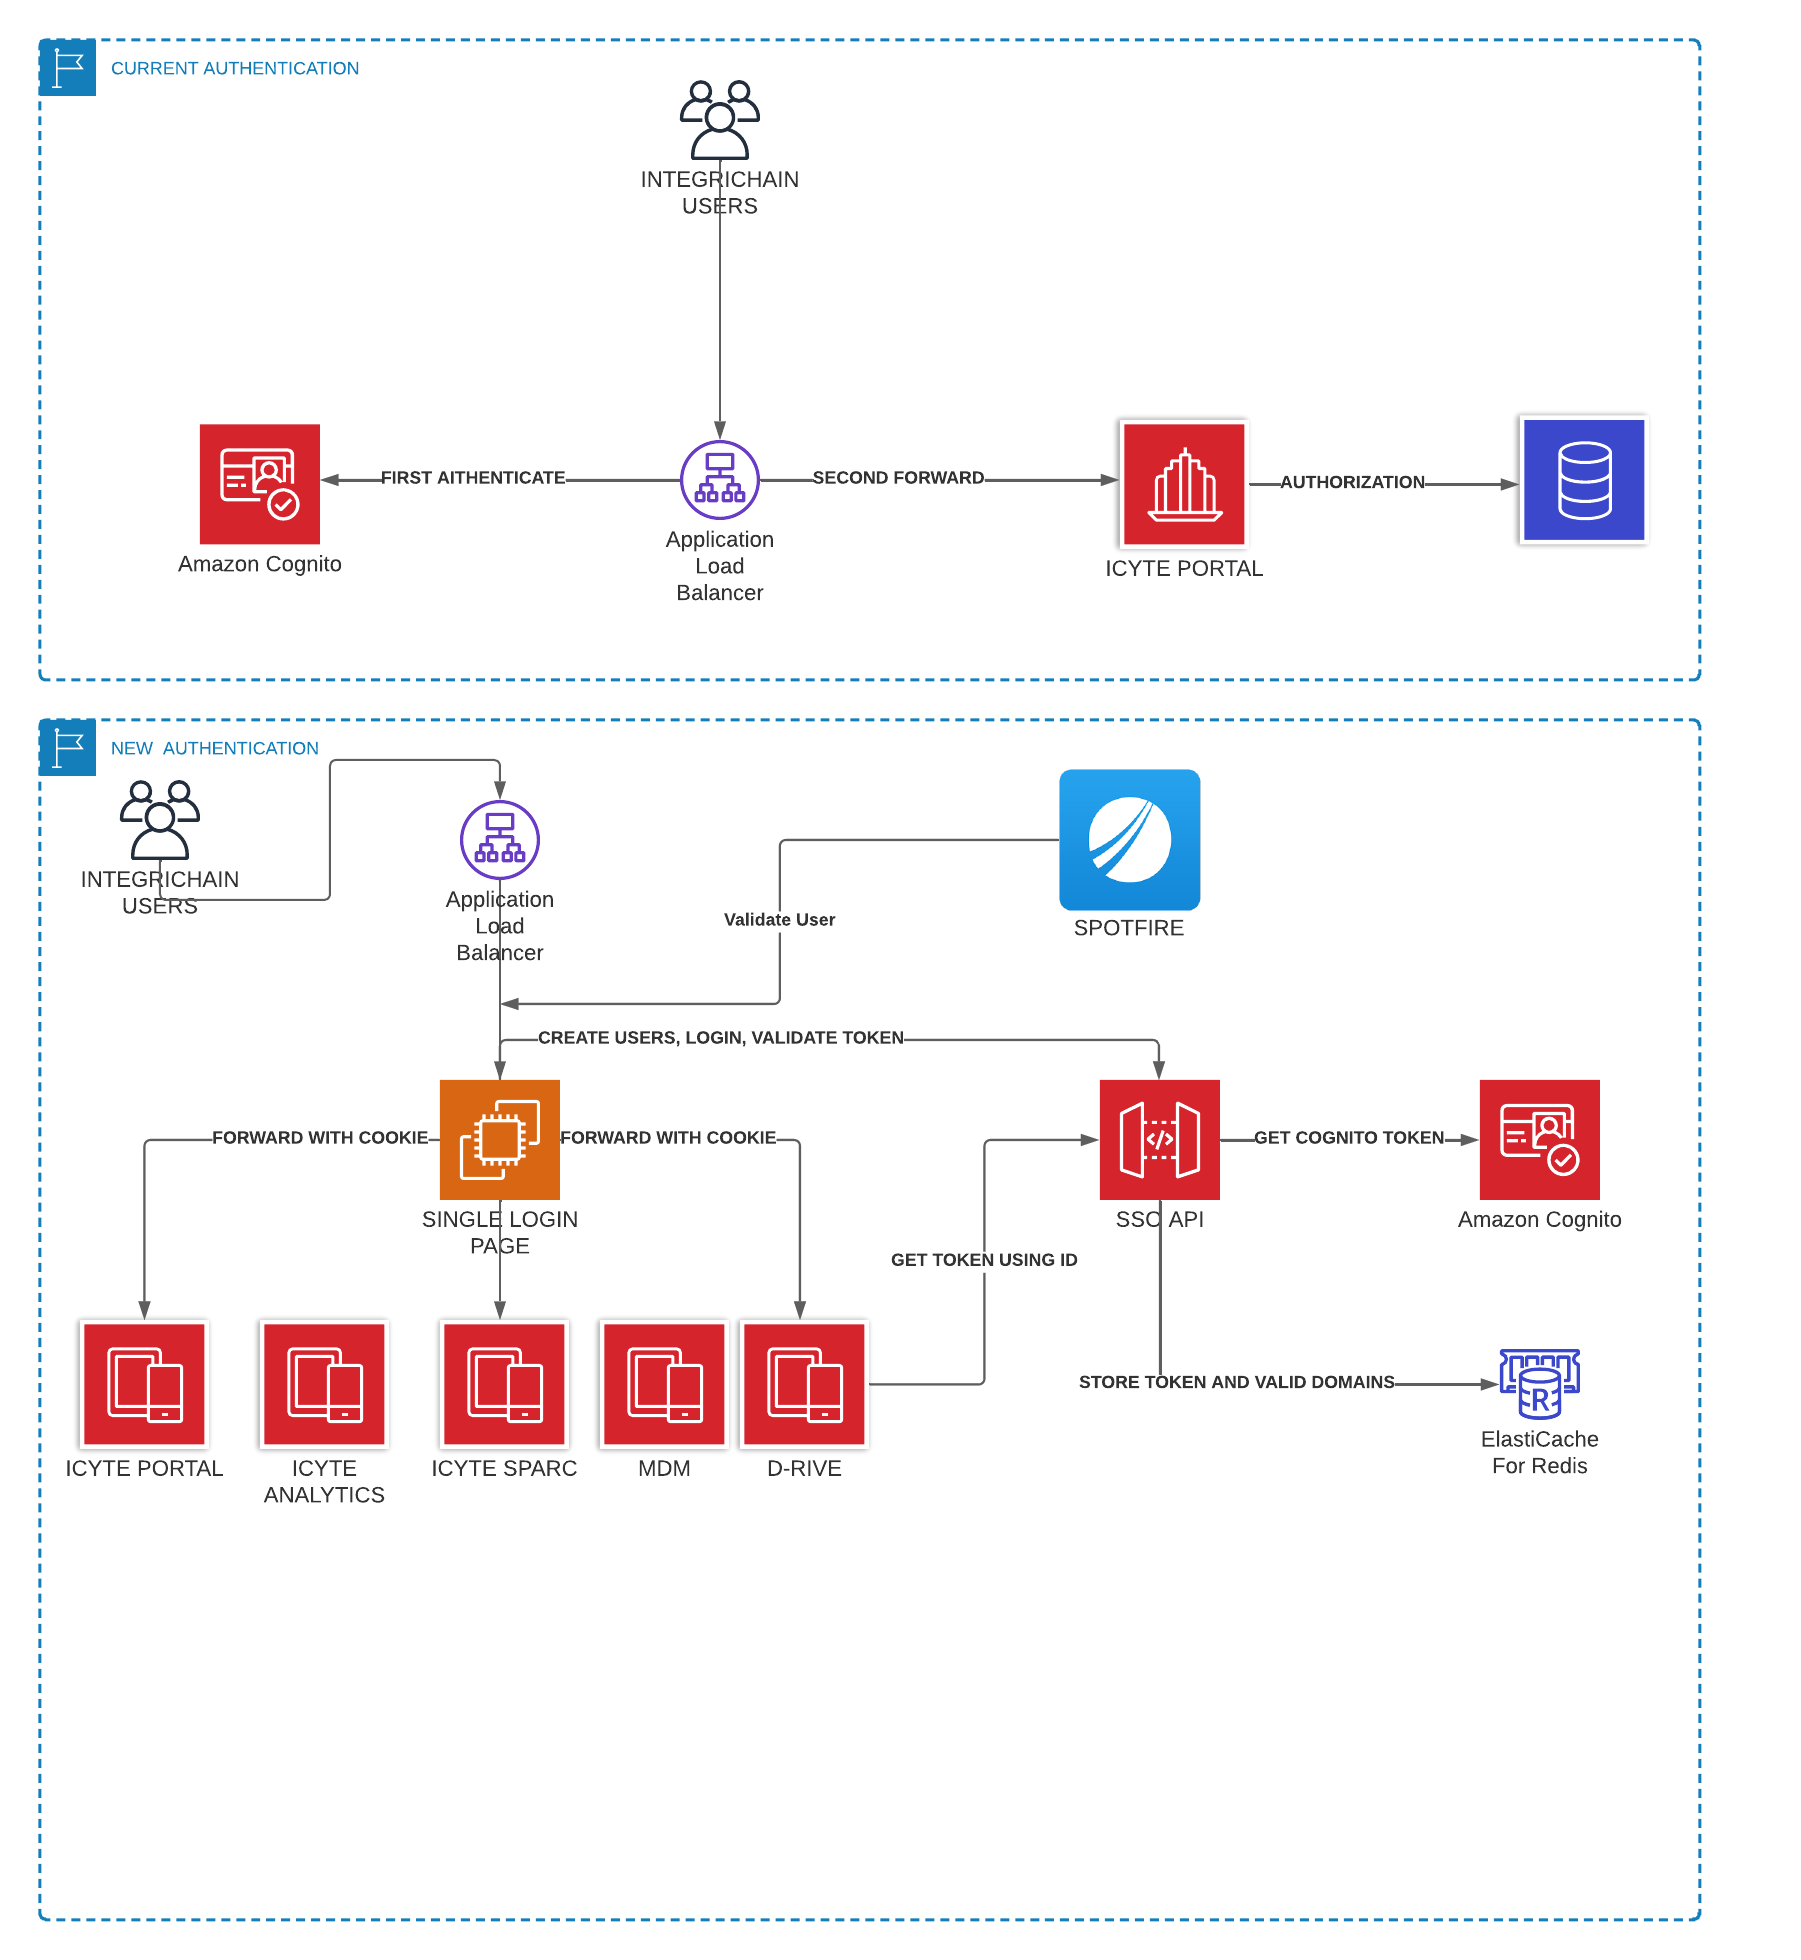 CURRENT AUTHENTICATION
INTEGRICHAIN
USERS
FIRST AITHENTICATE
SECOND FORWARD
AUTHORIZATION
Amazon Cognito
Application
Load
Balancer
ICYTE PORTAL
NEW AUTHENTICATION
INTEGRICHAIN
USERS
Application
Load
Balancer
Validate User
SPOTFIRE
CREATE USERS, LOGIN, VALIDATE TOKEN
FORWARD WITH COOKIE
FORWARD WITH COOKIE
GET COGNITO TOKEN
SINGLE LOGIN
PAGE
SSO API
Amazon Cognito
GET TOKEN USING ID
STORE TOKEN AND VALID DOMAINS
R
ElastiCache
For Redis
ICYTE PORTAL
ICYTE
ANALYTICS
ICYTE SPARC
MDM
D-RIVE